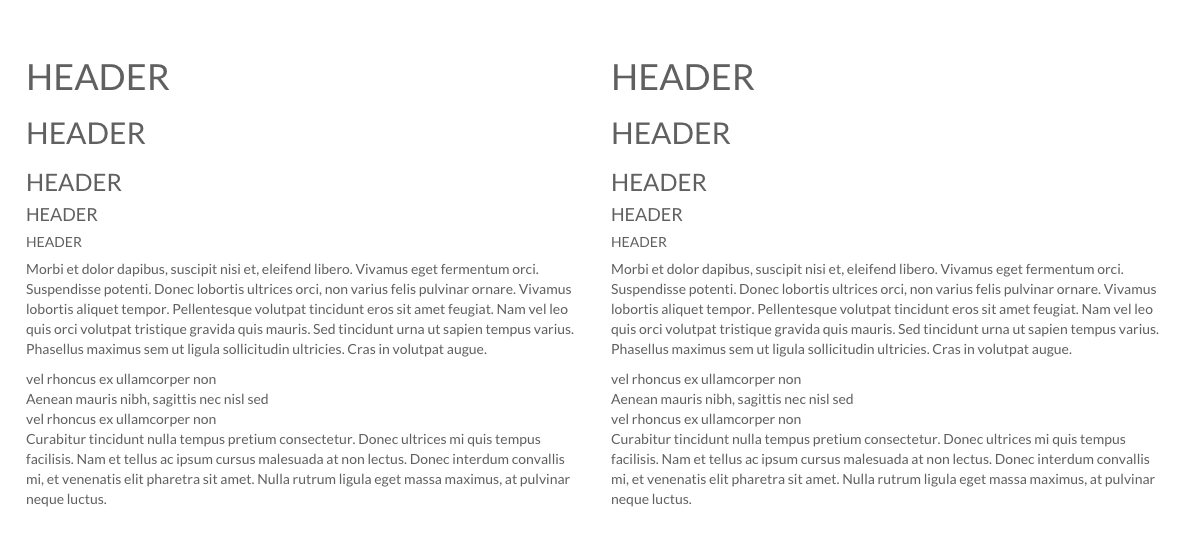 HEADER
HEADER
HEADER
HEADER
HEADER
Morbi et dolor dapibus, suscipit nisi et, eleifend libero. Vivamus eget fermentum orci.
Suspendisse potenti. Donec lobortis ultrices orci, non varius felis pulvinar ornare. Vivamus
lobortis aliquet tempor. Pellentesque volutpat tincidunt eros sit amet feugiat. Nam vel leo
quis orci volutpat tristique gravida quis mauris. Sed tincidunt urna ut sapien tempus varius.
Phasellus maximus sem ut ligula sollicitudin ultricies. Cras in volutpat augue.
vel rhoncus ex ullamcorper non
Aenean mauris nibh, sagittis nec nisl sed
vel rhoncus ex ullamcorper non
Curabitur tincidunt nulla tempus pretium consectetur. Donec ultrices mi quis tempus
facilisis. Nam et tellus ac ipsum cursus malesuada at non lectus. Donec interdum convallis
mi, et venenatis elit pharetra sit amet. Nulla rutrum ligula eget massa maximus, at pulvinar
neque luctus.
HEADER
HEADER
HEADER
HEADER
HEADER
Morbi et dolor dapibus, suscipit nisi et, eleifend libero. Vivamus eget fermentum orci.
Suspendisse potenti. Donec lobortis ultrices orci, non varius felis pulvinar ornare. Vivamus
lobortis aliquet tempor. Pellentesque volutpat tincidunt eros sit amet feugiat. Nam vel leo
quis orci volutpat tristique gravida quis mauris. Sed tincidunt urna ut sapien tempus varius.
Phasellus maximus sem ut ligula sollicitudin ultricies. Cras in volutpat augue.
vel rhoncus ex ullamcorper non
Aenean mauris nibh, sagittis nec nisl sed
vel rhoncus ex ullamcorper non
Curabitur tincidunt nulla tempus pretium consectetur. Donec ultrices mi quis tempus
facilisis. Nam et tellus ac ipsum cursus malesuada at non lectus. Donec interdum convallis
mi, et venenatis elit pharetra sit amet. Nulla rutrum ligula eget massa maximus, at pulvinar
neque luctus.